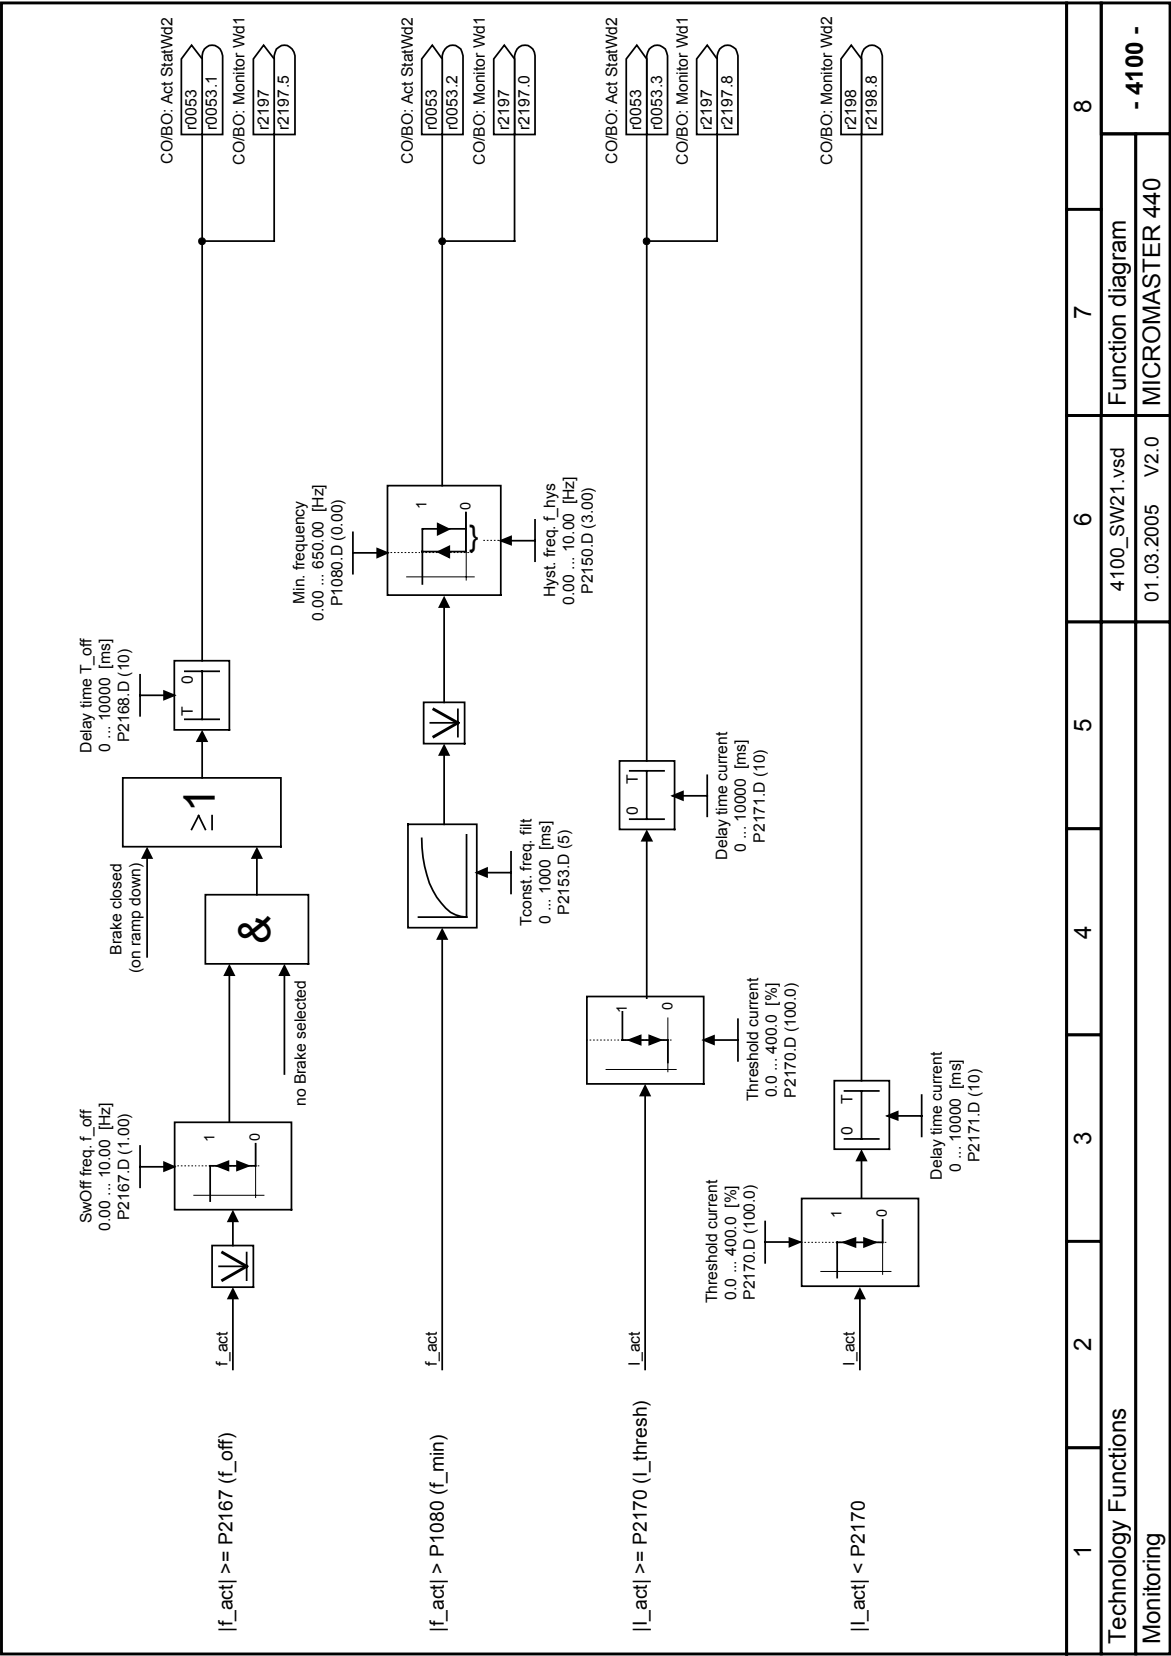 |f_act| >= P2167 (f_off)
f_act
SwOff freq. f_off
0.00 ... 10.00 [Hz]
P2167.D (1.00)
1
0
no Brake selected
&
Brake closed
(on ramp down)
≥1
Delay time T_off
0 ... 10000 [ms]
P2168.D (10)
T 0
CO/BO: Act StatWd2
r0053
r0053.1
CO/BO: Monitor Wd1
r2197
r2197.5
|f_act| > P1080 (f_min)
f_act
Tconst. freq. filt
0 ... 1000 [ms]
P2153.D (5)
Min. frequency
0.00 ... 650.00 [Hz]
P1080.D (0.00)
1
0
}
Hyst. freq. f_hys
0.00 ... 10.00 [Hz]
P2150.D (3.00)
CO/BO: Act StatWd2
r0053
r0053.2
CO/BO: Monitor Wd1
r2197
r2197.0
|I_act| >= P2170 (I_thresh)
I_act
1
0
Threshold current
0.0 ... 400.0 [%]
P2170.D (100.0)
0 T
Delay time current
0 ... 10000 [ms]
P2171.D (10)
CO/BO: Act StatWd2
r0053
r0053.3
CO/BO: Monitor Wd1
r2197
r2197.8
|I_act| < P2170
I_act
Threshold current
0.0 ... 400.0 [%]
P2170.D (100.0)
1
0
0 T
Delay time current
0 ... 10000 [ms]
P2171.D (10)
CO/BO: Monitor Wd2
r2198
r2198.8
1 2 3 4 5 6 7 8
Technology Functions 4100_SW21.vsd Function diagram - 4100 -
Monitoring 01.03.2005 V2.0 MICROMASTER 440